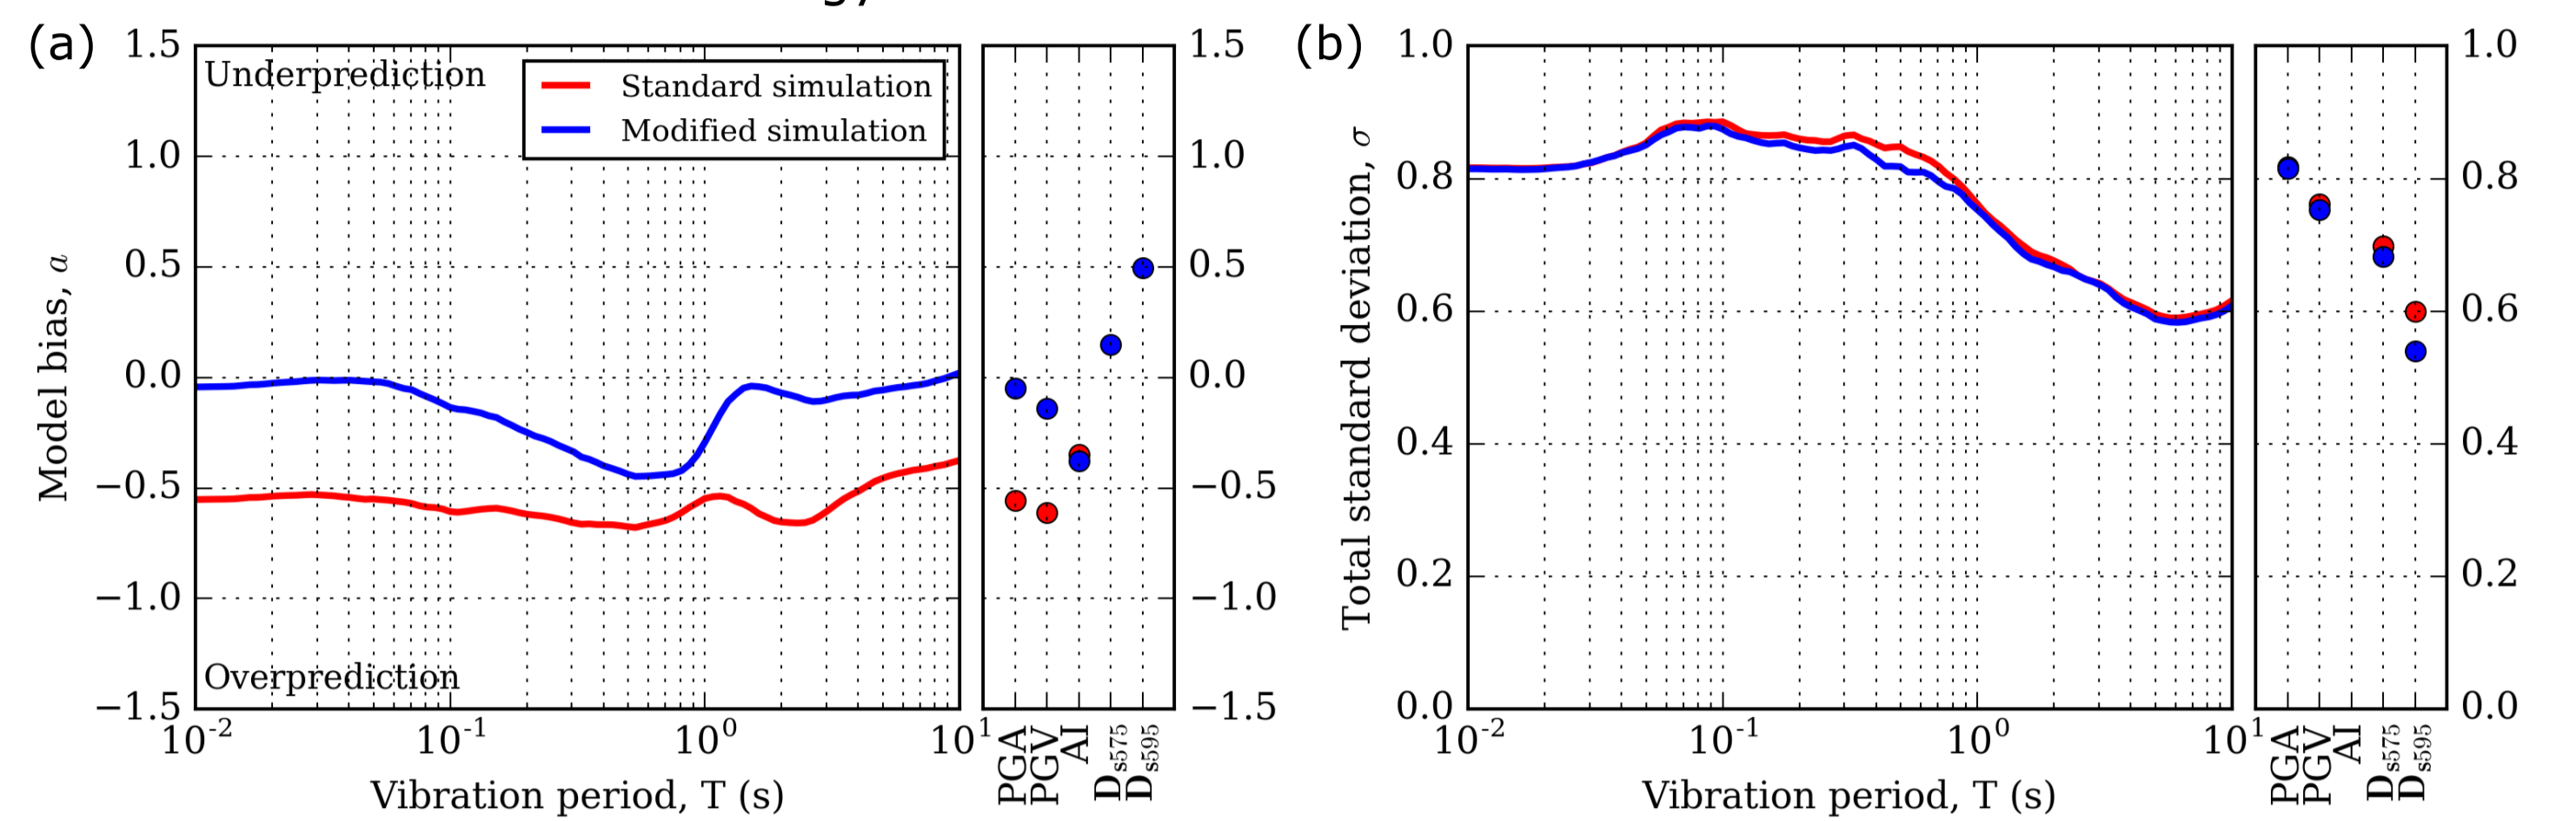 (a)
1.5
1.0
0.5
0.0
−0.5
−1.0
−1.5
Model bias, a
Underprediction
Standard simulation
Modified simulation
Overprediction
10-2
10-1
100
101
Vibration period, T (s)
1.5
1.0
0.5
0.0
−0.5
−1.0
−1.5
PGA
PGV
AI
Ds575
Ds595
(b)
1.0
0.8
0.6
0.4
0.2
0.0
Total standard deviation, σ
10-2
10-1
100
101
Vibration period, T (s)
1.0
0.8
0.6
0.4
0.2
0.0
PGA
PGV
AI
Ds575
Ds595